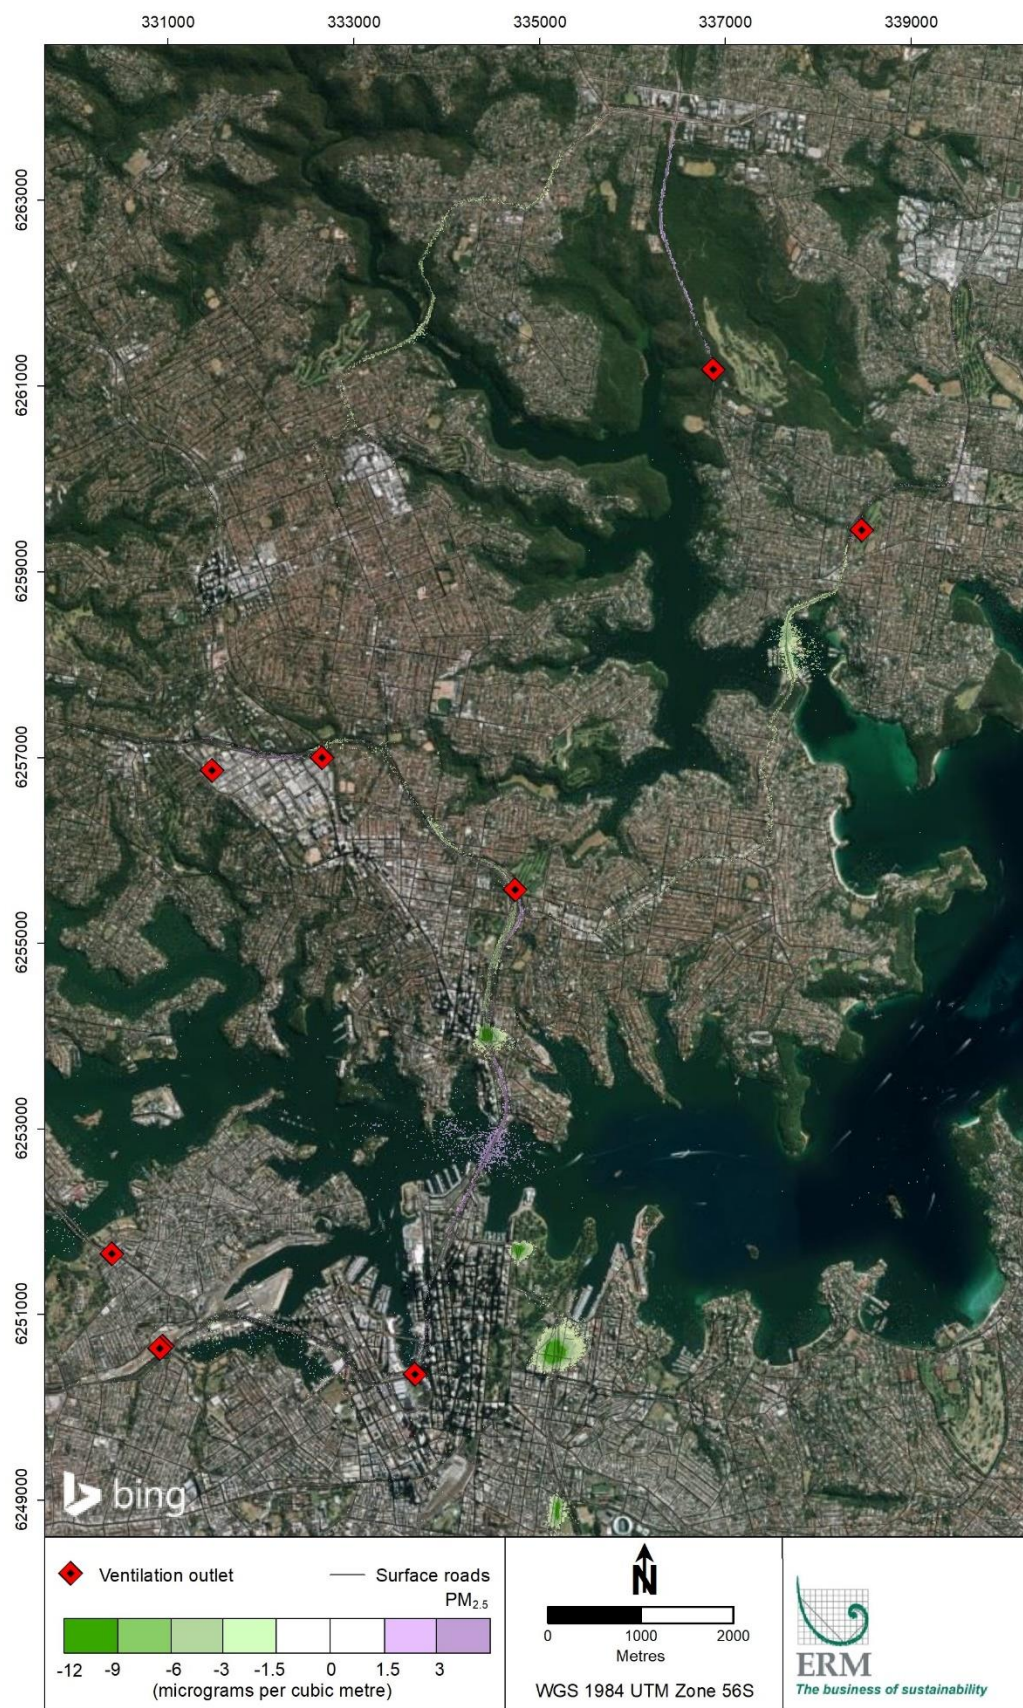 331000 333000 335000 337000 339000
6263000
6261000
6259000
6257000
6255000
6253000
6251000
6249000
bing
Ventilation outlet
Surface roads
PM2.5
-12 -9 -6 -3 -1.5 0 1.5 3
(micrograms per cubic metre)
N
0 1000 2000
Metres
WGS 1984 UTM Zone 56S
ERM
The business of sustainability